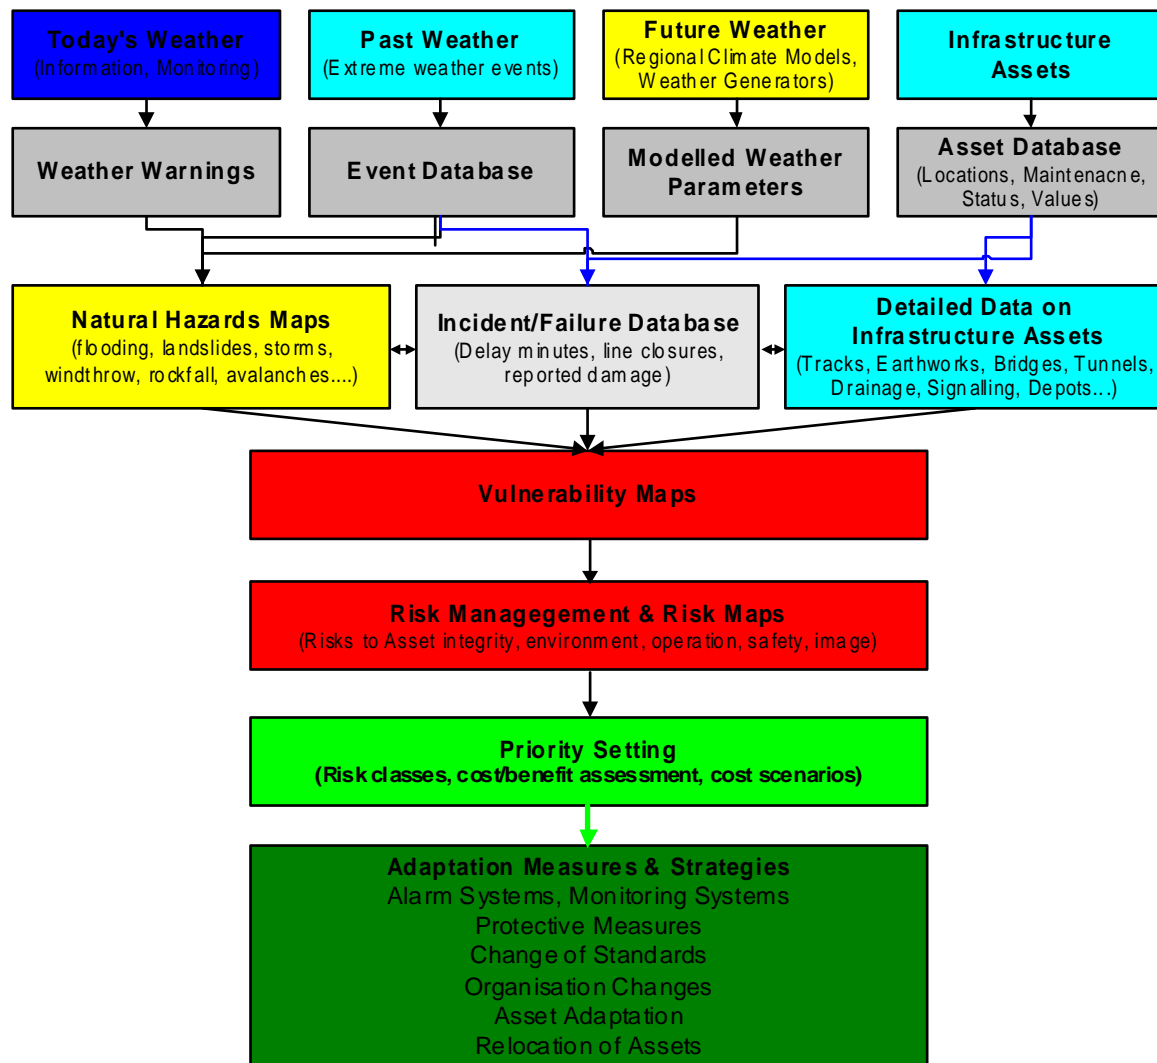 Today's Weather
(Information, Monitoring)
Past Weather
(Extreme weather events)
Future Weather
(Regional Climate Models,
Weather Generators)
Infrastructure
Assets
Weather Warnings
Event Database
Modelled Weather
Parameters
Asset Database
(Locations, Maintenacne,
Status, Values)
Natural Hazards Maps
(flooding, landslides, storms,
windthrow, rockfall, avalanches....)
Incident/Failure Database
(Delay minutes, line closures,
reported damage)
Detailed Data on
Infrastructure Assets
(Tracks, Earthworks, Bridges, Tunnels,
Drainage, Signalling, Depots...)
Vulnerability Maps
Risk Managegement & Risk Maps
(Risks to Asset integrity, environment, operation, safety, image)
Priority Setting
(Risk classes, cost/benefit assessment, cost scenarios)
Adaptation Measures & Strategies
Alarm Systems, Monitoring Systems
Protective Measures
Change of Standards
Organisation Changes
Asset Adaptation
Relocation of Assets